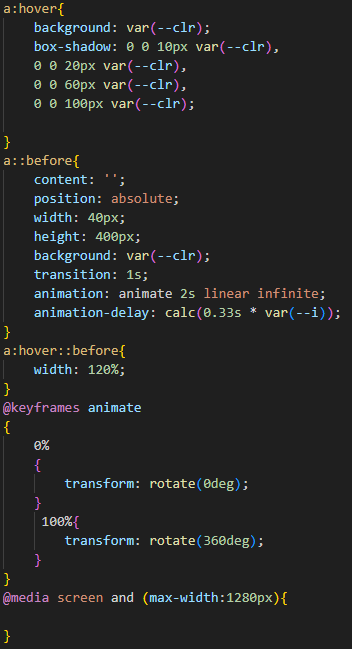 a:hover{
    background: var(--clr);
    box-shadow: 0 0 10px var(--clr),
    0 0 20px var(--clr),
    0 0 60px var(--clr),
    0 0 100px var(--clr);

}
a::before{
    content: '';
    position: absolute;
    width: 40px;
    height: 400px;
    background: var(--clr);
    transition: 1s;
    animation: animate 2s linear infinite;
    animation-delay: calc(0.33s * var(--i));
}
a:hover::before{
    width: 120%;
}
@keyframes animate
{
    0%
    {
        transform: rotate(0deg);
    }
     100%{
        transform: rotate(360deg);
    }
}
@media screen and (max-width:1280px){

}